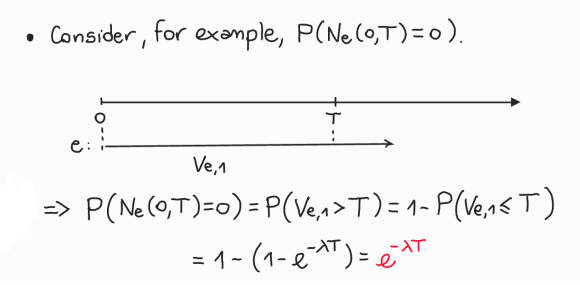 • Consider, for example, P(Ne(0,T)=0).
0 T
e:
Ve,1
=> P(Ne(0,T)=0) = P(Ve,1>T) = 1- P(Ve,1≤T)
= 1 - (1-e^-λT) = e^-λT